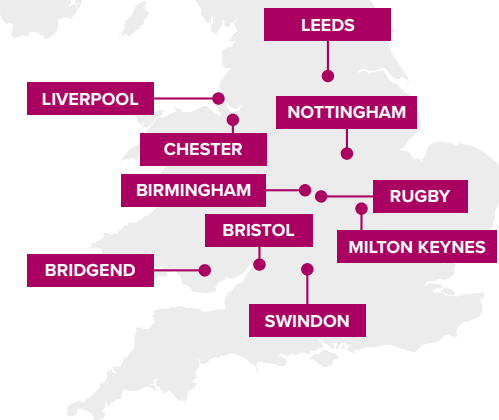 LEEDS
LIVERPOOL
NOTTINGHAM
CHESTER
BIRMINGHAM
RUGBY
BRISTOL
MILTON KEYNES
BRIDGEND
SWINDON